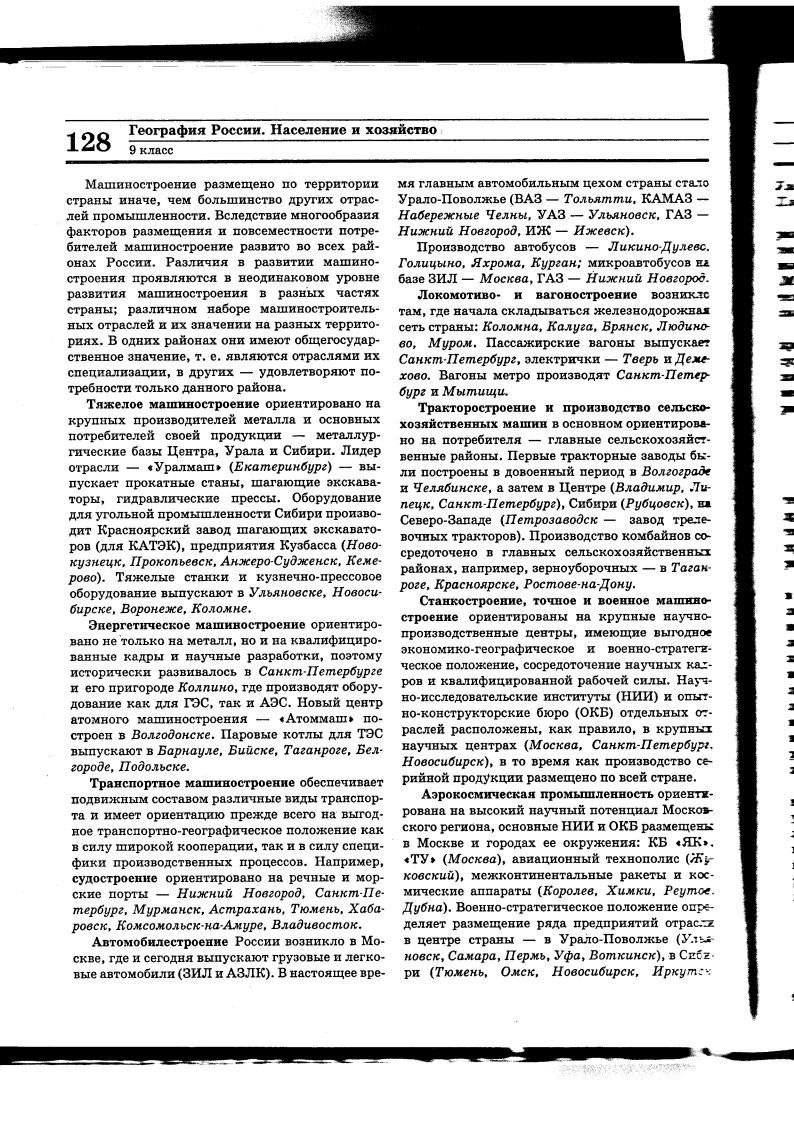 128
География России. Население и хозяйство
9 класс
Машиностроение размещено по территории
страны иначе, чем большинство других отрас-
лей промышленности. Вследствие многообразия
факторов размещения и повсеместности потре-
бителей машиностроение развито во всех рай-
онах России. Различия в развитии машино-
строения проявляются в неодинаковом уровне
развития машиностроения в разных частях
страны; различном наборе машиностроитель-
ных отраслей и их значении на разных террито-
риях. В одних районах они имеют общегосудар-
ственное значение, т. е. являются отраслями их
специализации, в других — удовлетворяют по-
требности только данного района.
Тяжелое машиностроение ориентировано на
крупных производителей металла и основных
потребителей своей продукции — металлур-
гические базы Центра, Урала и Сибири. Лидер
отрасли — «Уралмаш» (Екатеринбург) — вы-
пускает прокатные станы, шагающие экскава-
торы, гидравлические прессы. Оборудование
для угольной промышленности Сибири произво-
дит Красноярский завод шагающих экскавато-
ров (для КАТЭК), предприятия Кузбасса (Ново-
кузнецк, Прокопьевск, Анжеро-Судженск, Кеме-
рово). Тяжелые станки и кузнечно-прессовое
оборудование выпускают в Ульяновске, Новоси-
бирске, Воронеже, Коломне.
Энергетическое машиностроение ориентиро-
вано не только на металл, но и на квалифициро-
ванные кадры и научные разработки, поэтому
исторически развивалось в Санкт-Петербурге
и его пригороде Колпино, где производят обору-
дование как для ГЭС, так и АЭС. Новый центр
атомного машиностроения — «Атоммаш» по-
строен в Волгодонске. Паровые котлы для ТЭС
выпускают в Барнауле, Бийске, Таганроге, Бел-
городе, Подольске.
Транспортное машиностроение обеспечивает
подвижным составом различные виды транспор-
та и имеет ориентацию прежде всего на выгод-
ное транспортно-географическое положение как
в силу широкой кооперации, так и в силу специ-
фики производственных процессов. Например,
судостроение ориентировано на речные и мор-
ские порты — Нижний Новгород, Санкт-Пе-
тербург, Мурманск, Астрахань, Тюмень, Хаба-
ровск, Комсомольск-на-Амуре, Владивосток.
Автомобилестроение России возникло в Мо-
скве, где и сегодня выпускают грузовые и легко-
вые автомобили (ЗИЛ и АЗЛК). В настоящее вре-
мя главным автомобильным цехом страны стало
Урало-Поволжье (ВАЗ — Тольятти, КАМАЗ —
Набережные Челны, УАЗ — Ульяновск, ГАЗ —
Нижний Новгород, ИЖ — Ижевск).
Производство автобусов — Ликино-Дулево,
Голицыно, Яхрома, Курган; микроавтобусов на
базе ЗИЛ — Москва, ГАЗ — Нижний Новгород.
Локомотиво- и вагоностроение возникло
там, где начала складываться железнодорожная
сеть страны: Коломна, Калуга, Брянск, Людино-
во, Муром. Пассажирские вагоны выпускает
Санкт-Петербург, электрички — Тверь и Деме-
хово. Вагоны метро производят Санкт-Петер-
бург и Мытищи.
Тракторостроение и производство сельско-
хозяйственных машин в основном ориентирова-
но на потребителя — главные сельскохозяйст-
венные районы. Первые тракторные заводы бы-
ли построены в довоенный период в Волгограде
и Челябинске, а затем в Центре (Владимир, Ли-
пецк, Санкт-Петербург), Сибири (Рубцовск), на
Северо-Западе (Петрозаводск — завод треле-
вочных тракторов). Производство комбайнов со-
средоточено в главных сельскохозяйственных
районах, например, зерноуборочных — в Таган-
роге, Красноярске, Ростове-на-Дону.
Станкостроение, точное и военное машино-
строение ориентированы на крупные научно-
производственные центры, имеющие выгодное
экономико-географическое и военно-стратеги-
ческое положение, сосредоточение научных кад-
ров и квалифицированной рабочей силы. Науч-
но-исследовательские институты (НИИ) и опыт-
но-конструкторские бюро (ОКБ) отдельных от-
раслей расположены, как правило, в крупных
научных центрах (Москва, Санкт-Петербург,
Новосибирск), в то время как производство се-
рийной продукции размещено по всей стране.
Аэрокосмическая промышленность ориенти-
рована на высокий научный потенциал Москов-
ского региона, основные НИИ и ОКБ размещены
в Москве и городах ее окружения: КБ «ЯК»,
«ТУ» (Москва), авиационный технополис (Жу-
ковский), межконтинентальные ракеты и кос-
мические аппараты (Королев, Химки, Реутов,
Дубна). Военно-стратегическое положение опре-
деляет размещение ряда предприятий отрасли
в центре страны — в Урало-Поволжье (Улья-
новск, Самара, Пермь, Уфа, Воткинск), в Сиби-
ри (Тюмень, Омск, Новосибирск, Иркутск